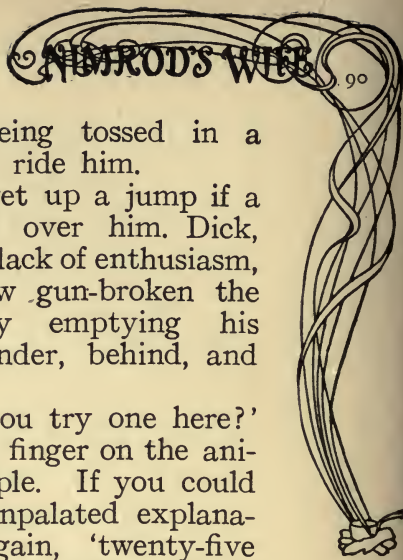 NIMROD'S WIFE
90
eing tossed in a
ride him.
et up a jump if a
over him. Dick,
lack of enthusiasm,
w gun-broken the
y emptying his
nder, behind, and
ou try one here?'
finger on the ani-
ple. If you could
npalated explana-
gain, 'twenty-five